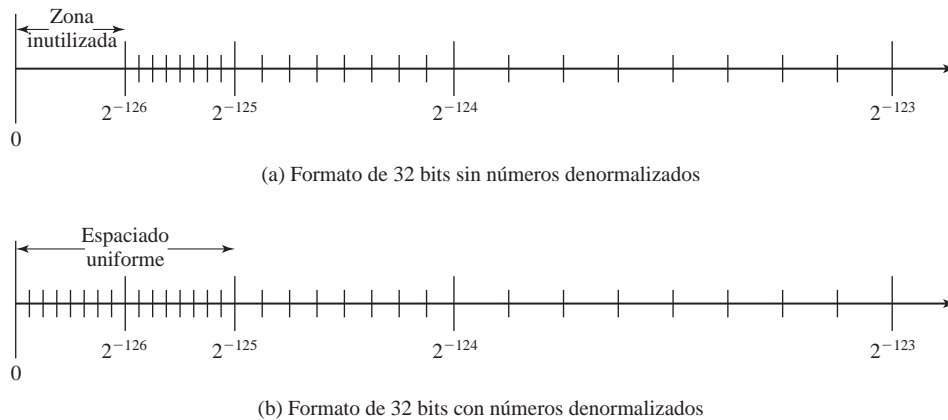 Zona
inutilizada
2−126 2−125 2−124 2−123
0
(a) Formato de 32 bits sin números denormalizados
Espaciado
uniforme
2−126 2−125 2−124 2−123
0
(b) Formato de 32 bits con números denormalizados